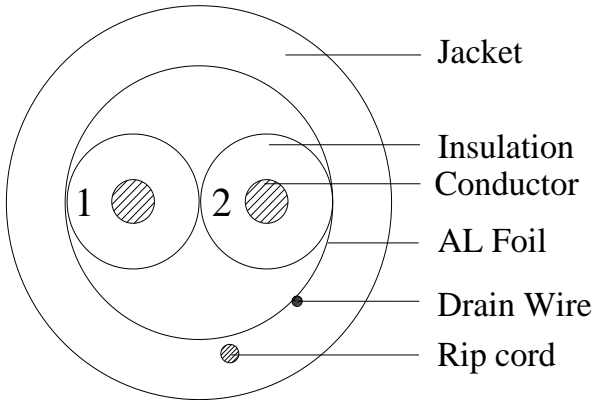 Jacket
Insulation
1 2 Conductor
AL Foil
Drain Wire
Rip cord